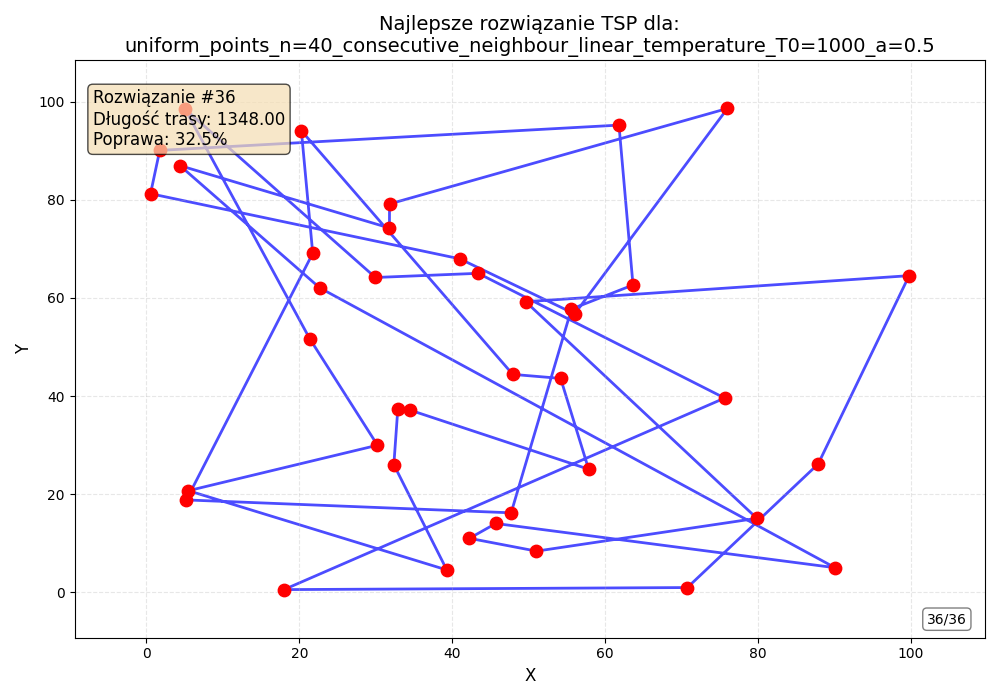 Najlepsze rozwiązanie TSP dla:
uniform_points_n=40_consecutive_neighbour_linear_temperature_T0=1000_a=0.5
Rozwiązanie #36
Długość trasy: 1348.00
Poprawa: 32.5%
100
80
60
40
20
0
Y
36/36
0 20 40 60 80 100
X